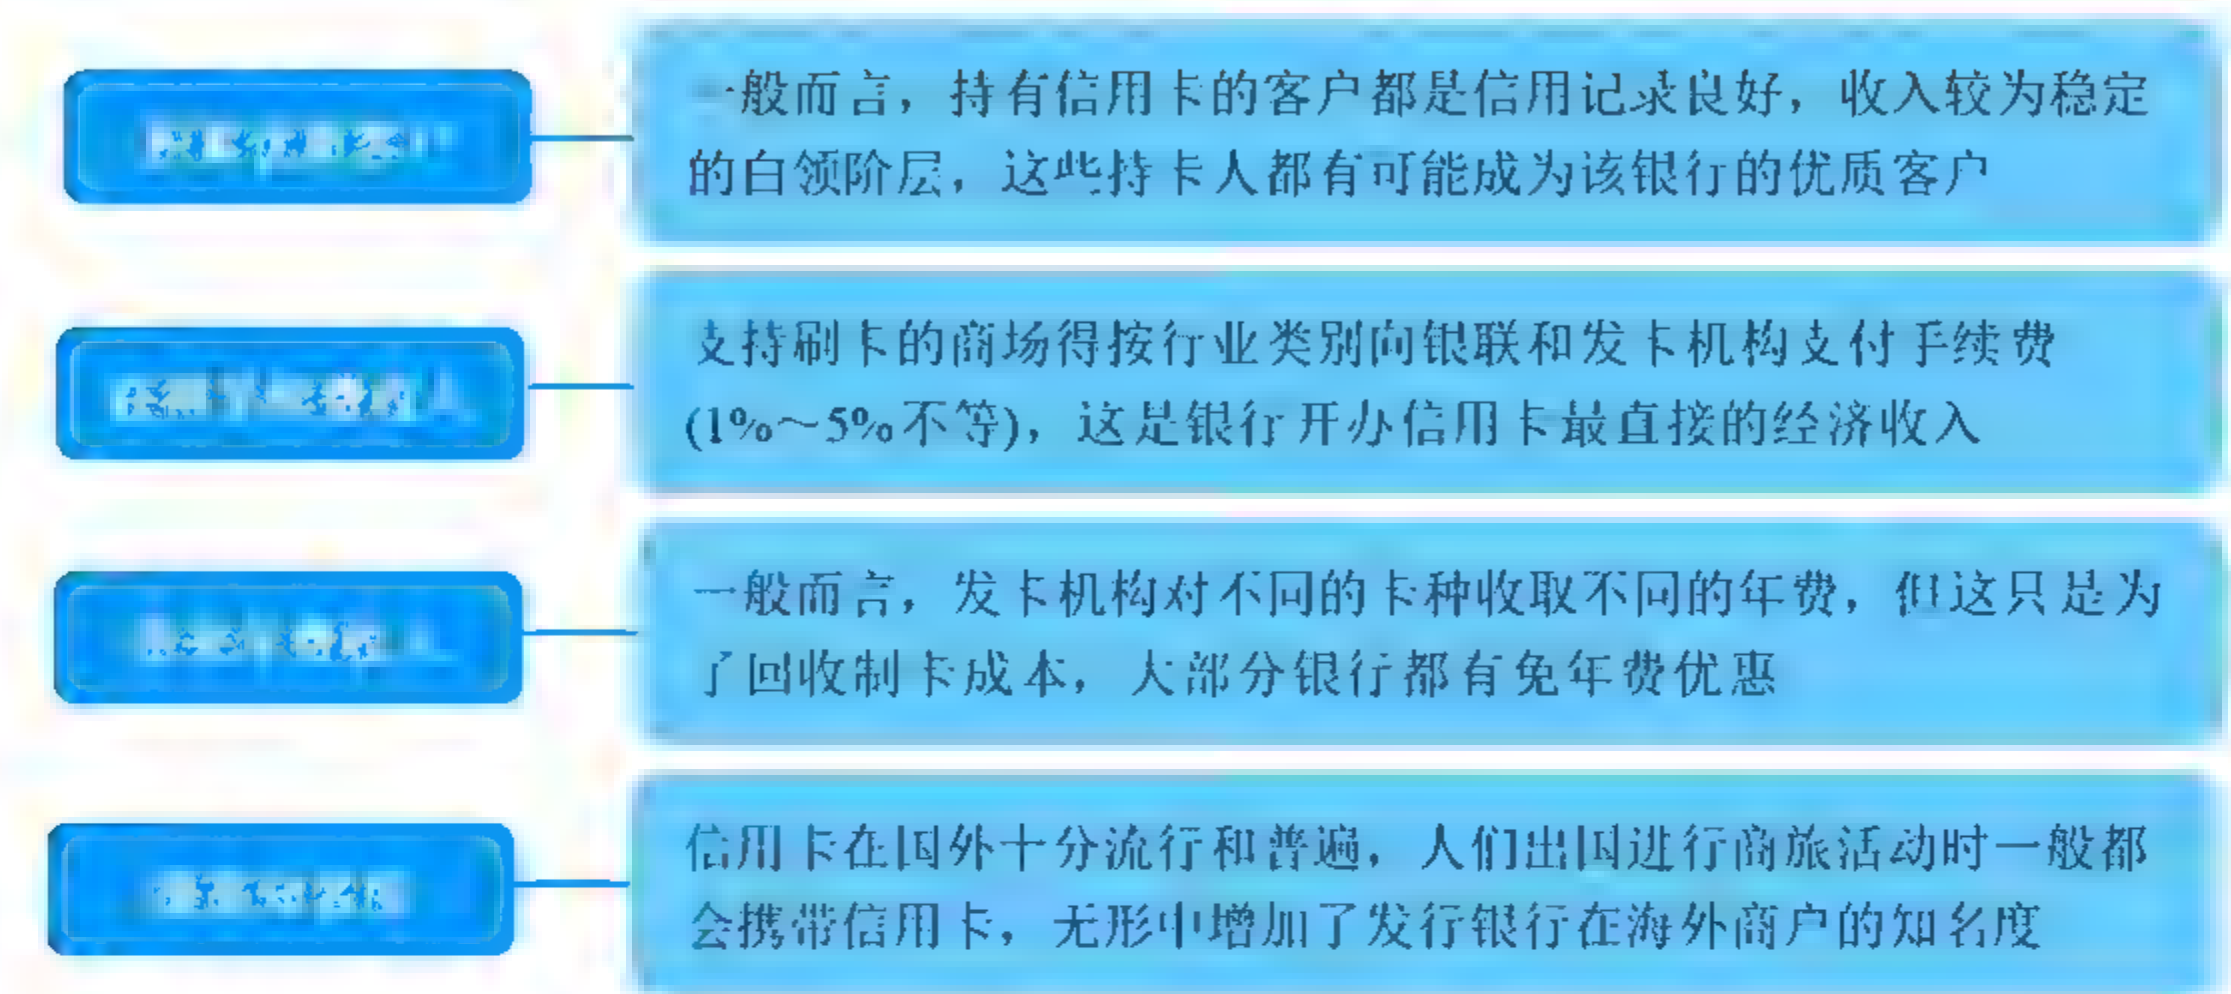 一般而言，持有信用卡的客户都是信用记录良好，收入较为稳定
的白领阶层，这些持卡人都有可能成为该银行的优质客户
支持刷卡的商场得按行业类别向银联和发卡机构支付手续费
(1%～5%不等)，这是银行开办信用卡最直接的经济收入
一般而言，发卡机构对不同的卡种收取不同的年费，但这只是为
了回收制卡成本，大部分银行都有免年费优惠
信用卡在国外十分流行和普遍，人们出国进行商旅活动时一般都
会携带信用卡，无形中增加了发行银行在海外商户的知名度